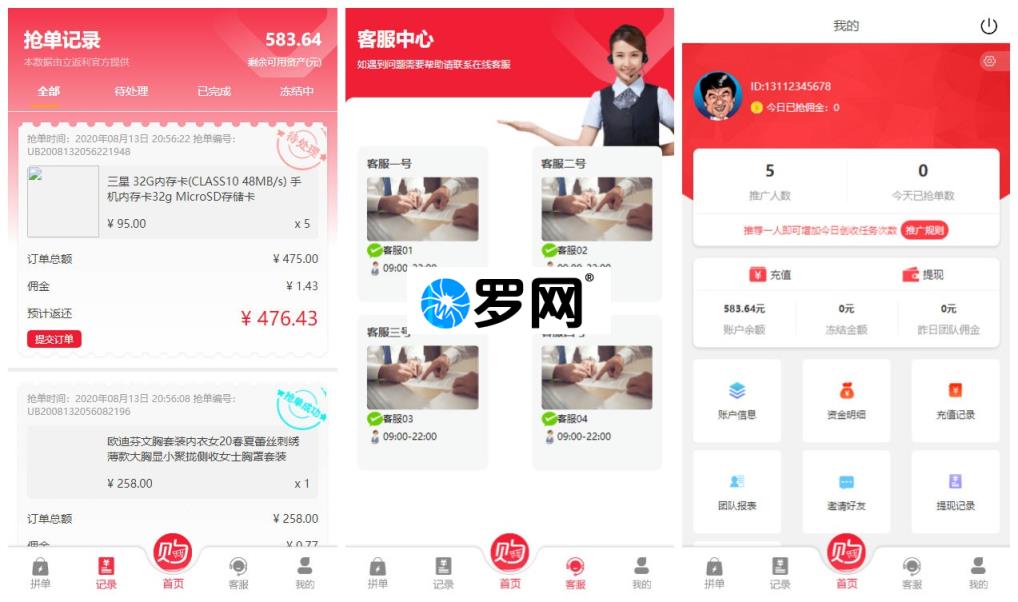 抢单记录
583.64
本数据由立返利官方提供
剩余可用资产(元)
全部
待处理
已完成
冻结中
抢单时间：2020年08月13日 20:56:22 抢单编号：
UB2008132056221948
待处理
三星 32G内存卡(CLASS10 48MB/s) 手
机内存卡32g MicroSD存储卡
¥ 95.00
x 5
订单总额
¥ 475.00
佣金
¥ 1.43
预计返还
¥ 476.43
提交订单
抢单时间：2020年08月13日 20:56:08 抢单编号：
UB2008132056082196
抢单成功
欧迪芬文胸套装内衣女20春夏蕾丝刺绣
薄款大胸显小聚拢侧收女士胸罩套装
¥ 258.00
x 1
订单总额
¥ 258.00
佣金
¥ 0.77
拼单
记录
购
首页
客服
我的
客服中心
如遇到问题需要帮助请联系在线客服
客服一号
客服二号
客服01
客服02
09:00-22:00
09:00-22:00
罗网®
客服三号
客服03
客服04
09:00-22:00
09:00-22:00
拼单
记录
购
首页
客服
我的
我的
ID:13112345678
今日已抢佣金：0
5
0
推广人数
今天已抢单数
推荐一人即可增加今日创收任务次数
推广规则
充值
提现
583.64元
0元
0元
账户余额
冻结金额
昨日团队佣金
账户信息
资金明细
充值记录
团队报表
邀请好友
提现记录
拼单
记录
购
首页
客服
我的